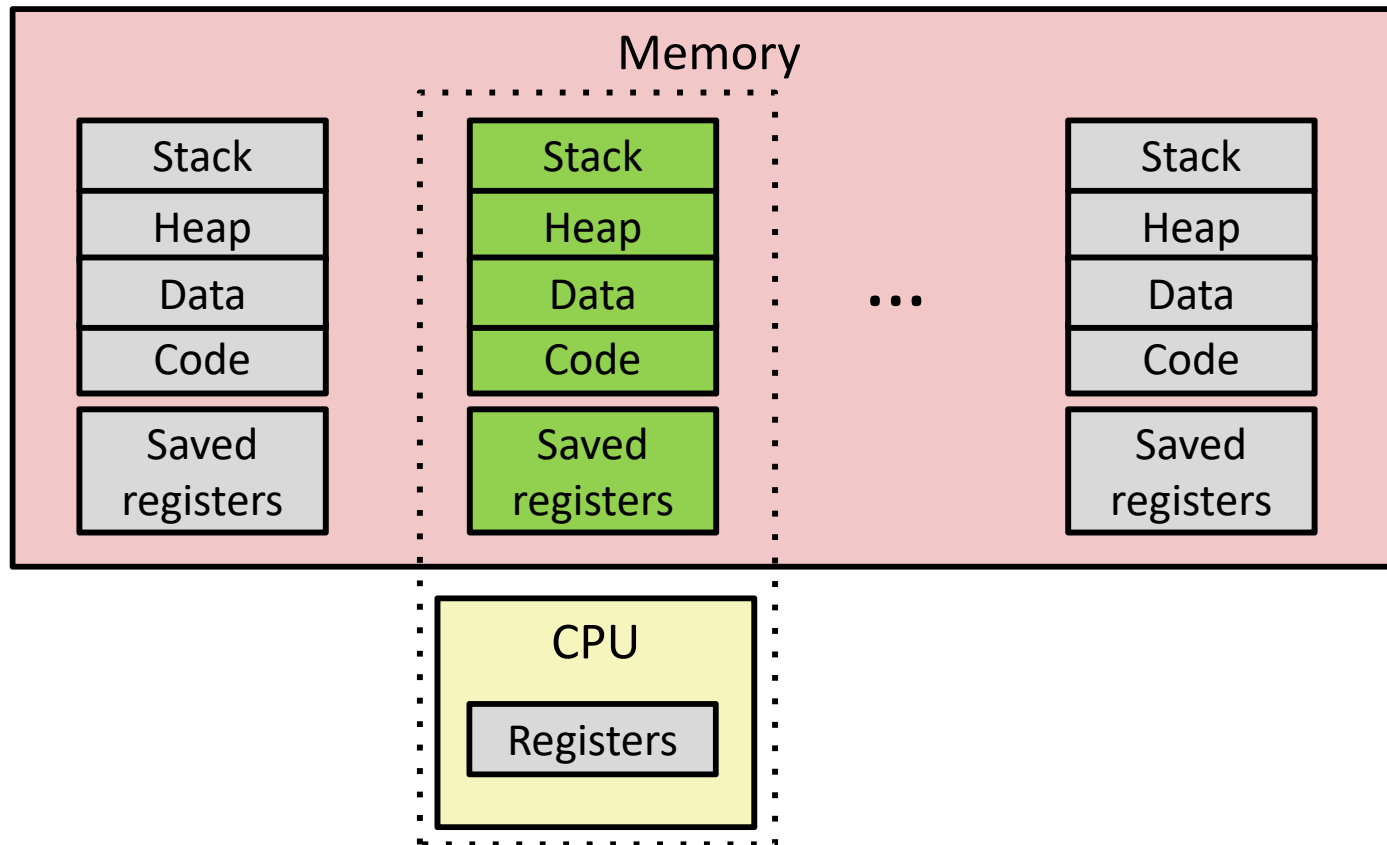 Memory
Stack
Heap
Data
Code
Saved
registers
Stack
Heap
Data
Code
Saved
registers
...
Stack
Heap
Data
Code
Saved
registers
CPU
Registers